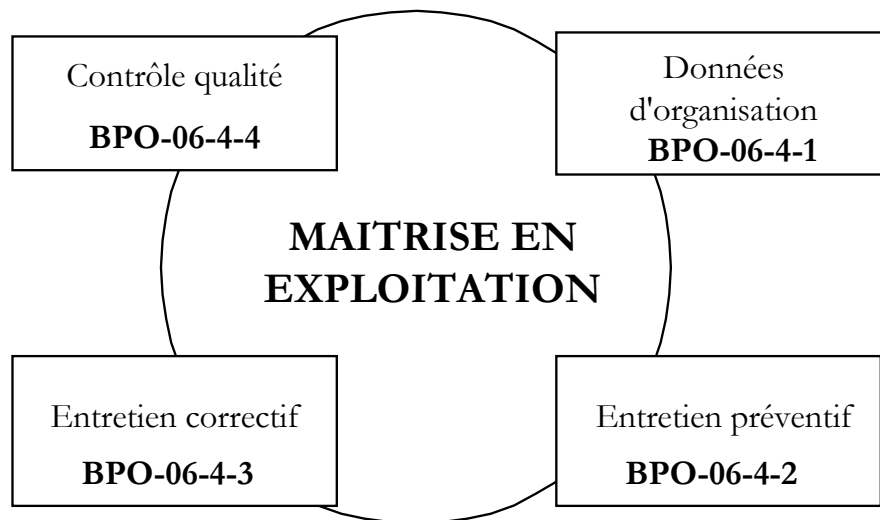 Contrôle qualité
BPO-06-4-4
Données
d'organisation
BPO-06-4-1
MAITRISE EN
EXPLOITATION
Entretien correctif
BPO-06-4-3
Entretien préventif
BPO-06-4-2